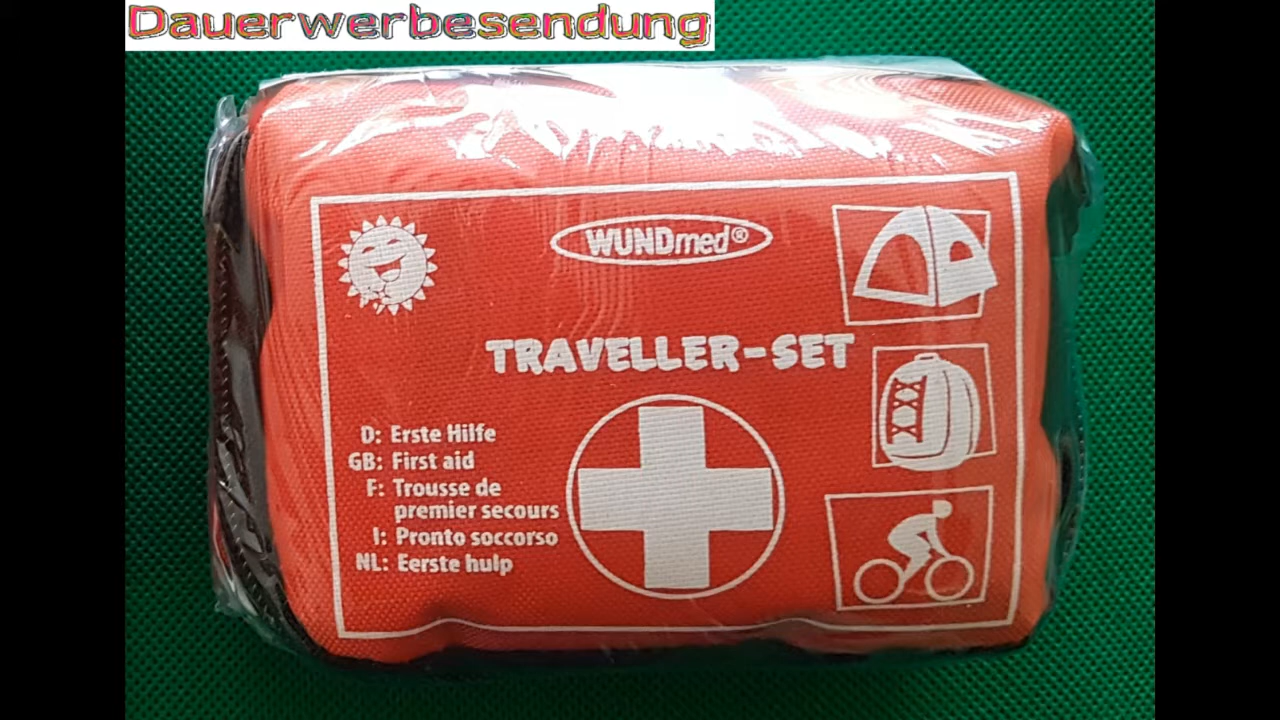 Dauerwerbesendung
WUNDmed®
TRAVELLER-SET
D: Erste Hilfe
GB: First aid
F: Trousse de
premier secours
I: Pronto soccorso
NL: Eerste hulp